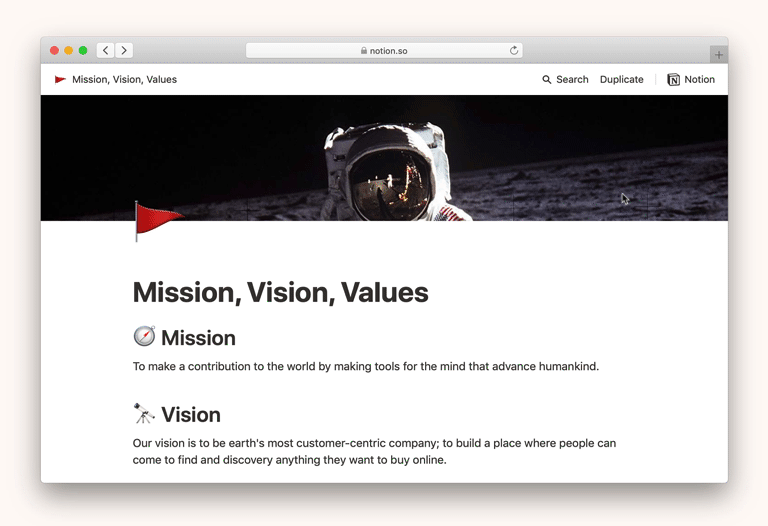 notion.so
Mission, Vision, Values
Search
Duplicate
Notion
Mission, Vision, Values
Mission
To make a contribution to the world by making tools for the mind that advance humankind.
Vision
Our vision is to be earth's most customer-centric company; to build a place where people can
come to find and discovery anything they want to buy online.